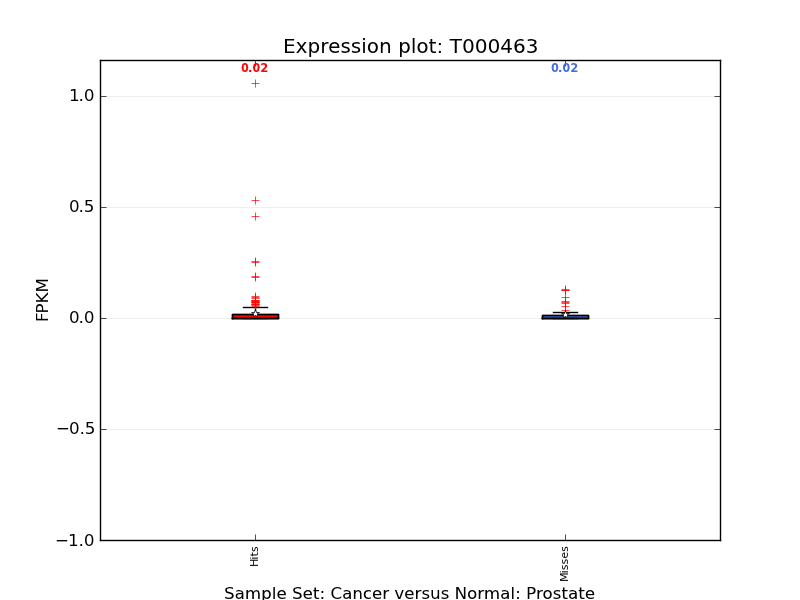 Expression plot: T000463
0.02 0.02
1.0
0.5
0.0
−0.5
−1.0
FPKM
Hits Misses
Sample Set: Cancer versus Normal: Prostate